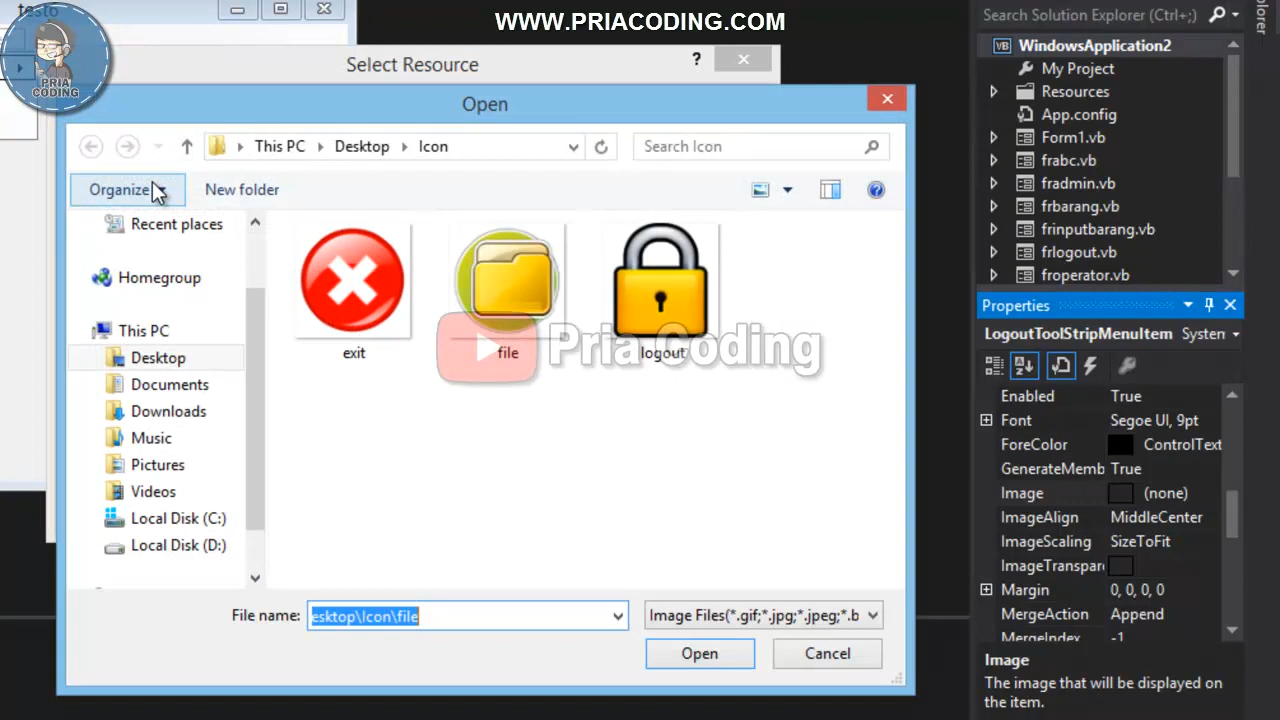 testo
WWW.PRIACODING.COM
PRIA
CODING
Select Resource
?
Open
This PC
Desktop
Icon
Search Icon
Organize
New folder
Recent places
Homegroup
This PC
Desktop
Documents
Downloads
Music
Pictures
Videos
Local Disk (C:)
Local Disk (D:)
exit
file
logout
Pria Coding
File name:
esktop\Icon\file
Image Files(*.gif;*.jpg;*.jpeg;*.b
Open
Cancel
Search Solution Explorer (Ctrl+;)
plorer
VB WindowsApplication2
My Project
Resources
App.config
Form1.vb
frabc.vb
fradmin.vb
frbarang.vb
frinputbarang.vb
frlogout.vb
froperator.vb
Properties
LogoutToolStripMenuItem System
Enabled True
Font Segoe UI, 9pt
ForeColor ControlText
GenerateMemb True
Image (none)
ImageAlign MiddleCenter
ImageScaling SizeToFit
ImageTranspar
Margin 0, 0, 0, 0
MergeAction Append
MergeIndex -1
Image
The image that will be displayed on
the item.